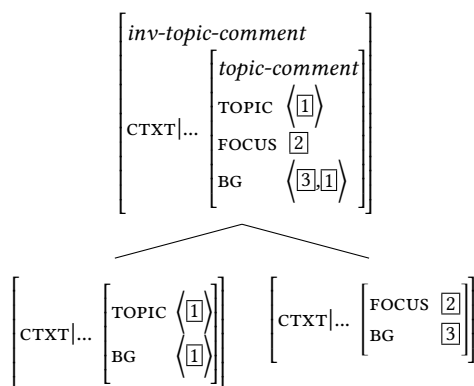 inv-topic-comment
topic-comment
TOPIC ⟨1⟩
CTXT|... FOCUS 2
BG ⟨3,1⟩
TOPIC ⟨1⟩
CTXT|...
BG ⟨1⟩
FOCUS 2
CTXT|...
BG 3